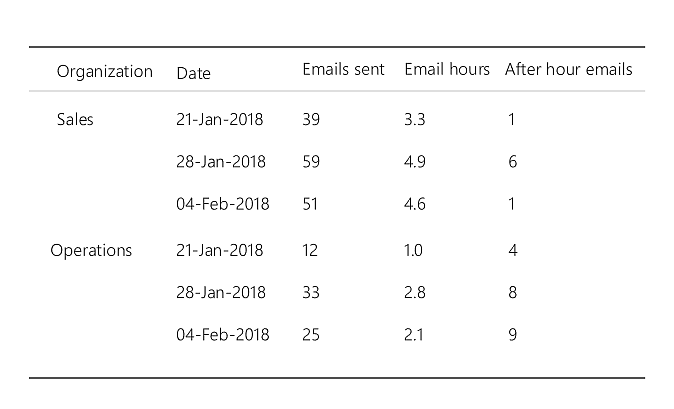 Organization Date Emails sent Email hours After hour emails
Sales 21-Jan-2018 39 3.3 1
28-Jan-2018 59 4.9 6
04-Feb-2018 51 4.6 1
Operations 21-Jan-2018 12 1.0 4
28-Jan-2018 33 2.8 8
04-Feb-2018 25 2.1 9